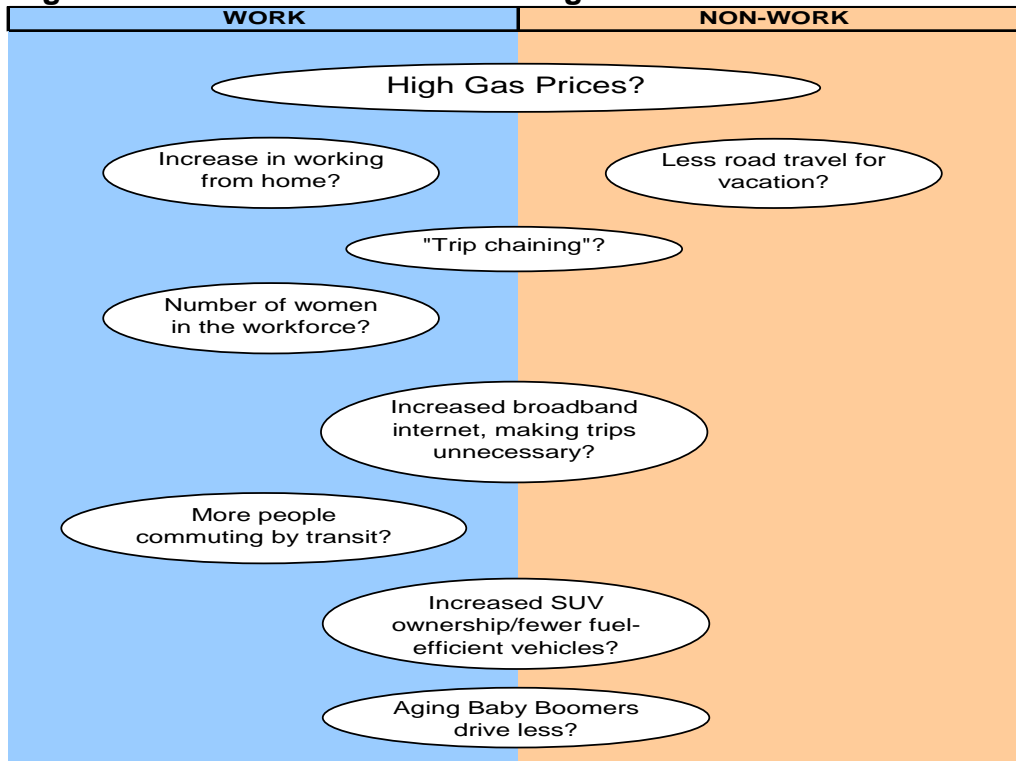 WORK NON-WORK
High Gas Prices?
Increase in working
from home?
Less road travel for
vacation?
"Trip chaining"?
Number of women
in the workforce?
Increased broadband
internet, making trips
unnecessary?
More people
commuting by transit?
Increased SUV
ownership/fewer fuel-
efficient vehicles?
Aging Baby Boomers
drive less?